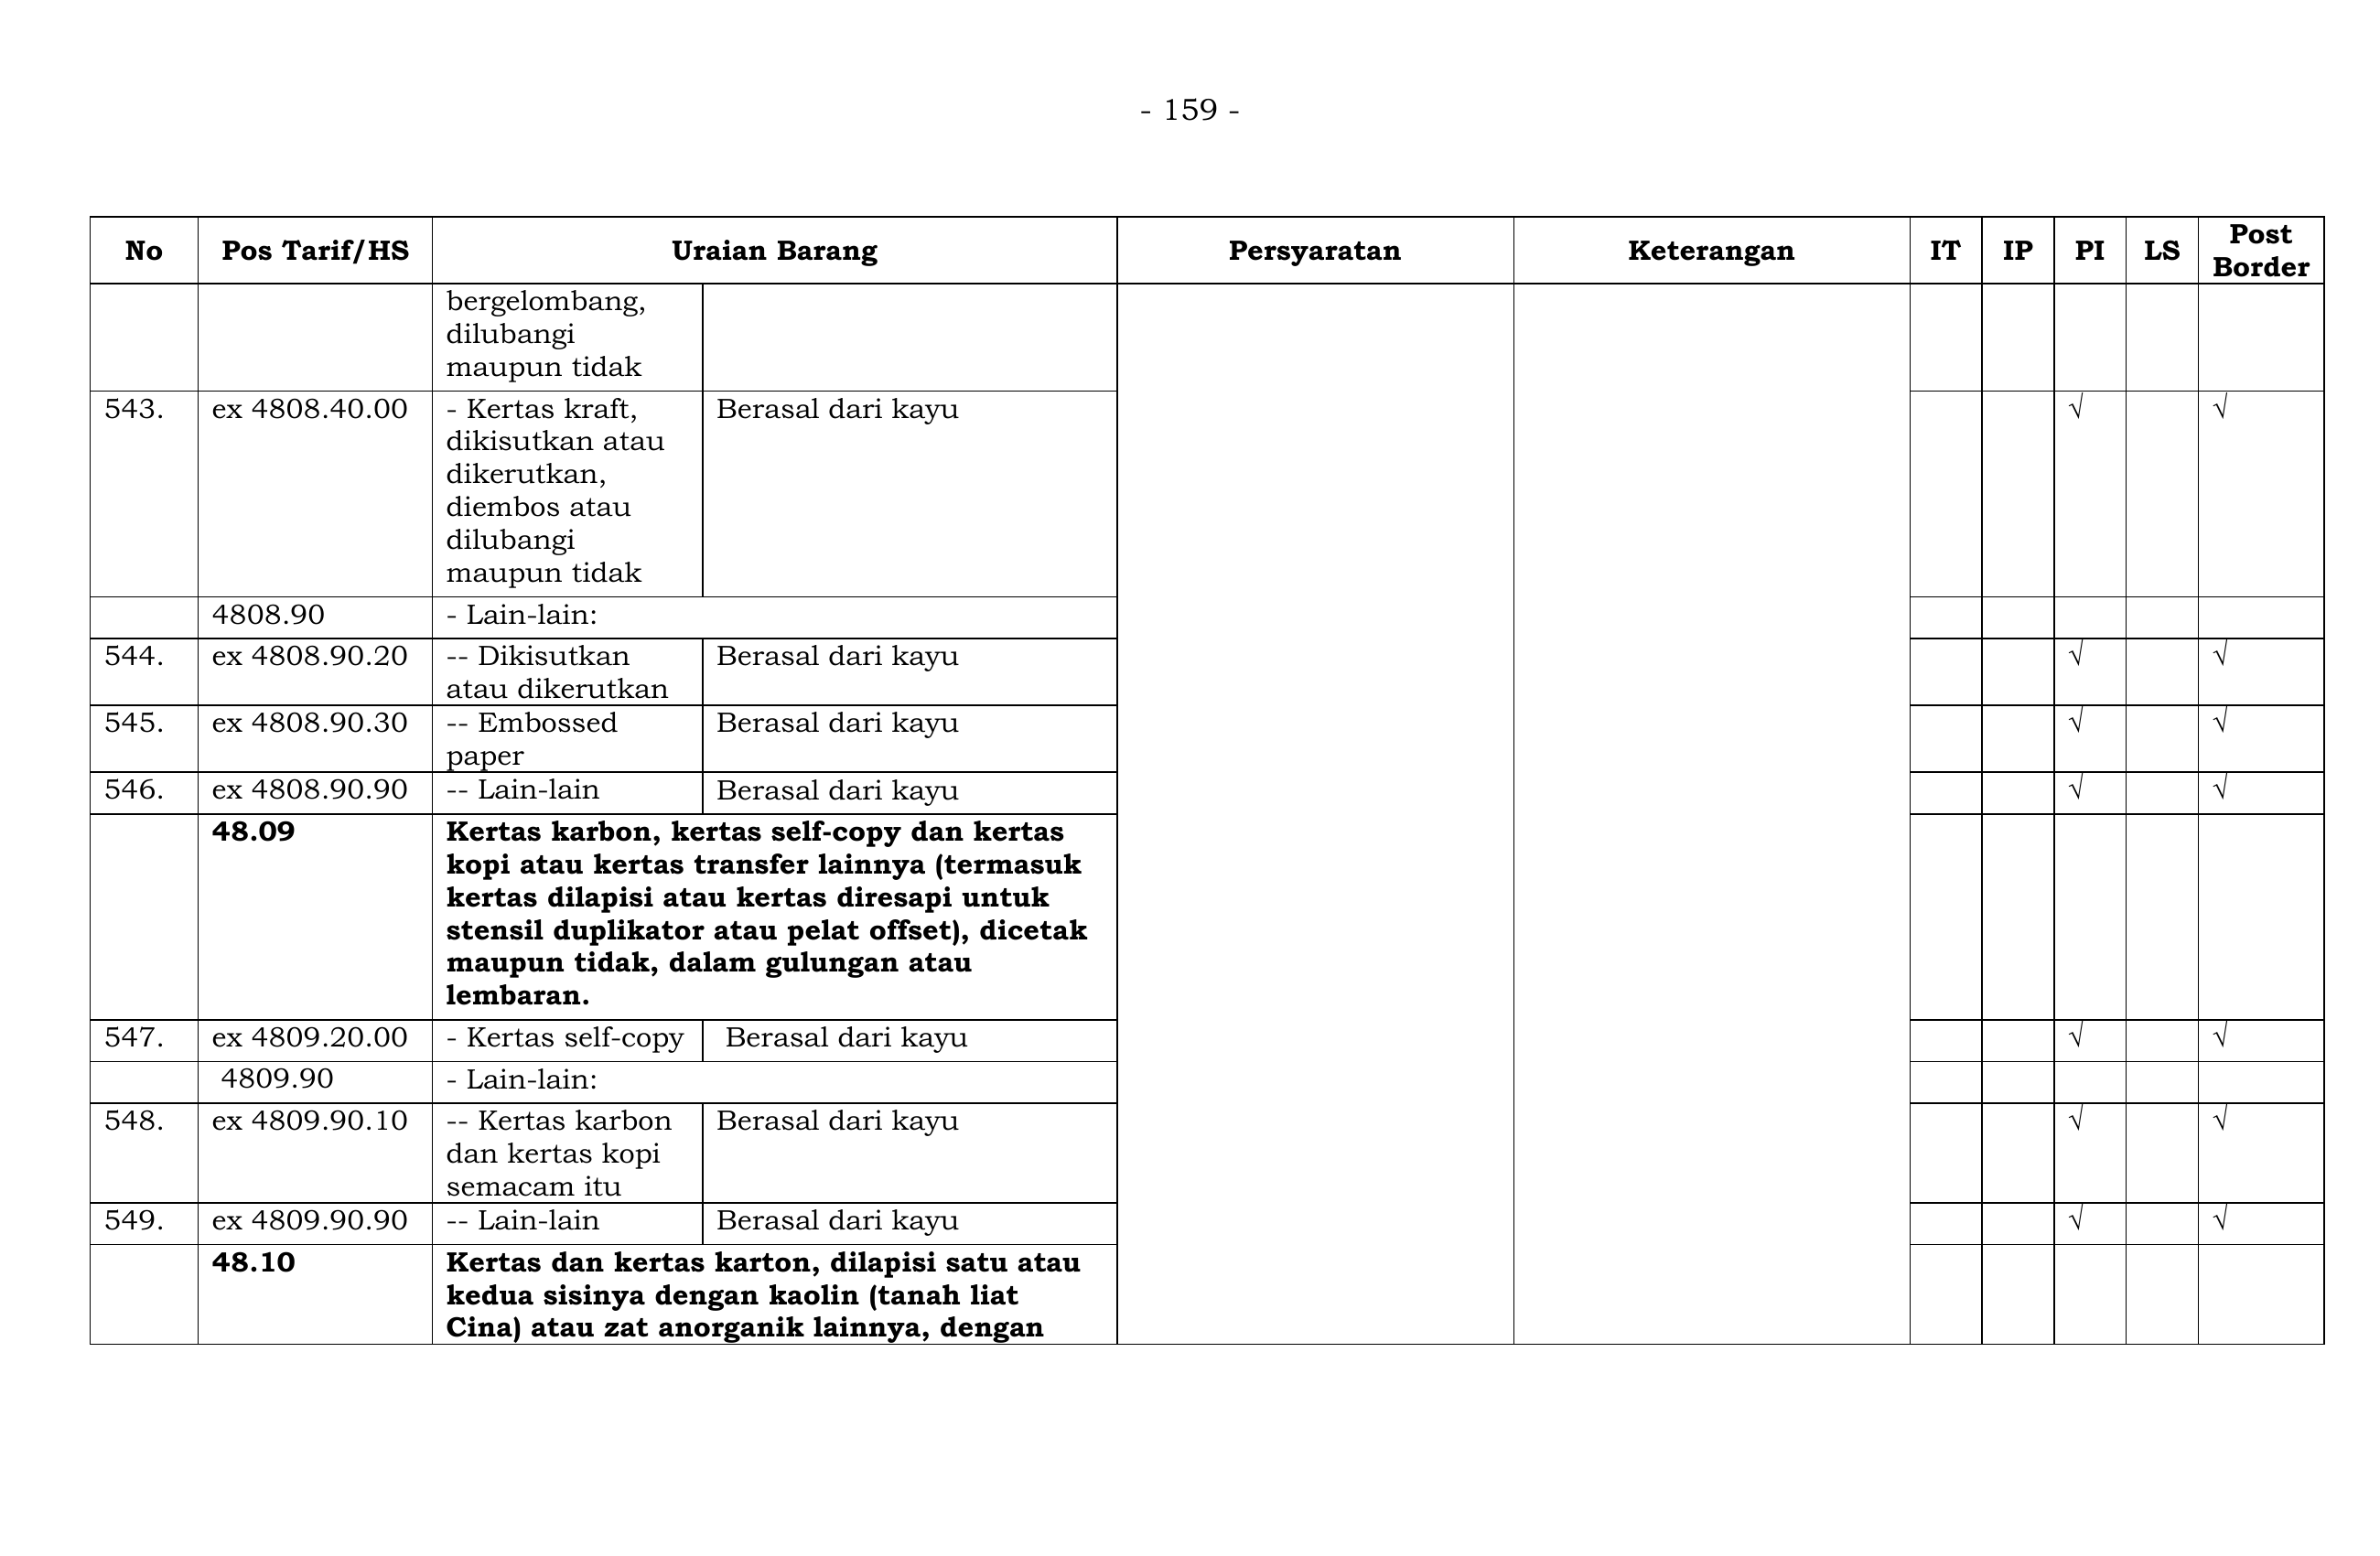 - 159 -
No Pos Tarif/HS Uraian Barang Persyaratan Keterangan IT IP PI LS Post Border
bergelombang,
dilubangi
maupun tidak
543. ex 4808.40.00 - Kertas kraft, Berasal dari kayu √ √
dikisutkan atau
dikerutkan,
diembos atau
dilubangi
maupun tidak
4808.90 - Lain-lain:
544. ex 4808.90.20 -- Dikisutkan Berasal dari kayu √ √
atau dikerutkan
545. ex 4808.90.30 -- Embossed Berasal dari kayu √ √
paper
546. ex 4808.90.90 -- Lain-lain Berasal dari kayu √ √
48.09 Kertas karbon, kertas self-copy dan kertas
kopi atau kertas transfer lainnya (termasuk
kertas dilapisi atau kertas diresapi untuk
stensil duplikator atau pelat offset), dicetak
maupun tidak, dalam gulungan atau
lembaran.
547. ex 4809.20.00 - Kertas self-copy Berasal dari kayu √ √
4809.90 - Lain-lain:
548. ex 4809.90.10 -- Kertas karbon Berasal dari kayu √ √
dan kertas kopi
semacam itu
549. ex 4809.90.90 -- Lain-lain Berasal dari kayu √ √
48.10 Kertas dan kertas karton, dilapisi satu atau
kedua sisinya dengan kaolin (tanah liat
Cina) atau zat anorganik lainnya, dengan